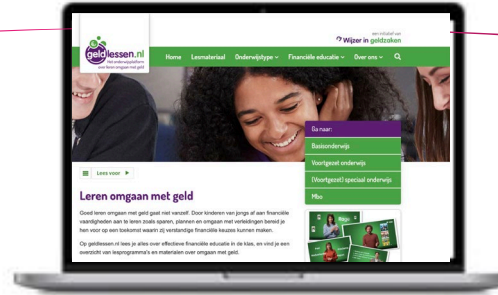 een initiatief van
Wijzer in geldzaken
geldlessen.nl
Het onderwijsplatform
over leren omgaan met geld
Home Lesmateriaal Onderwijstype Financiële educatie Over ons
Ga naar:
Basisonderwijs
Voortgezet onderwijs
(Voortgezet) speciaal onderwijs
Mbo
Lees voor
Leren omgaan met geld
Goed leren omgaan met geld gaat niet vanzelf. Door kinderen van jongs af aan financiële
vaardigheden aan te leren zoals sparen, plannen en omgaan met verleidingen bereid je
hen voor op een toekomst waarin zij verstandige financiële keuzes kunnen maken.
Op geldlessen.nl lees je alles over effectieve financiële educatie in de klas, en vind je een
overzicht van lesprogramma's en materialen over omgaan met geld.